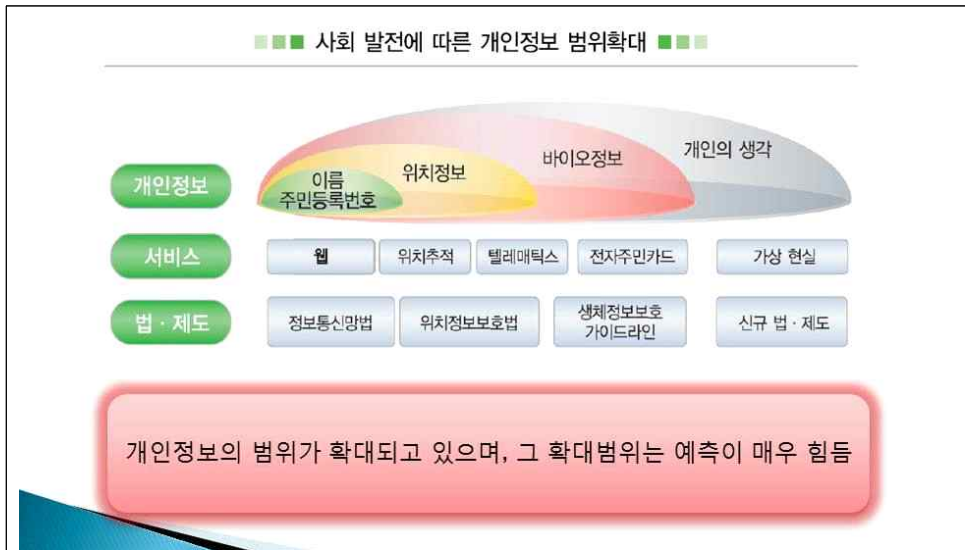 사회 발전에 따른 개인정보 범위확대
개인정보
이름
주민등록번호
위치정보
바이오정보
개인의 생각
서비스
웹
위치추적
텔레매틱스
전자주민카드
가상 현실
법 · 제도
정보통신망법
위치정보보호법
생체정보보호
가이드라인
신규 법 · 제도
개인정보의 범위가 확대되고 있으며, 그 확대범위는 예측이 매우 힘듬